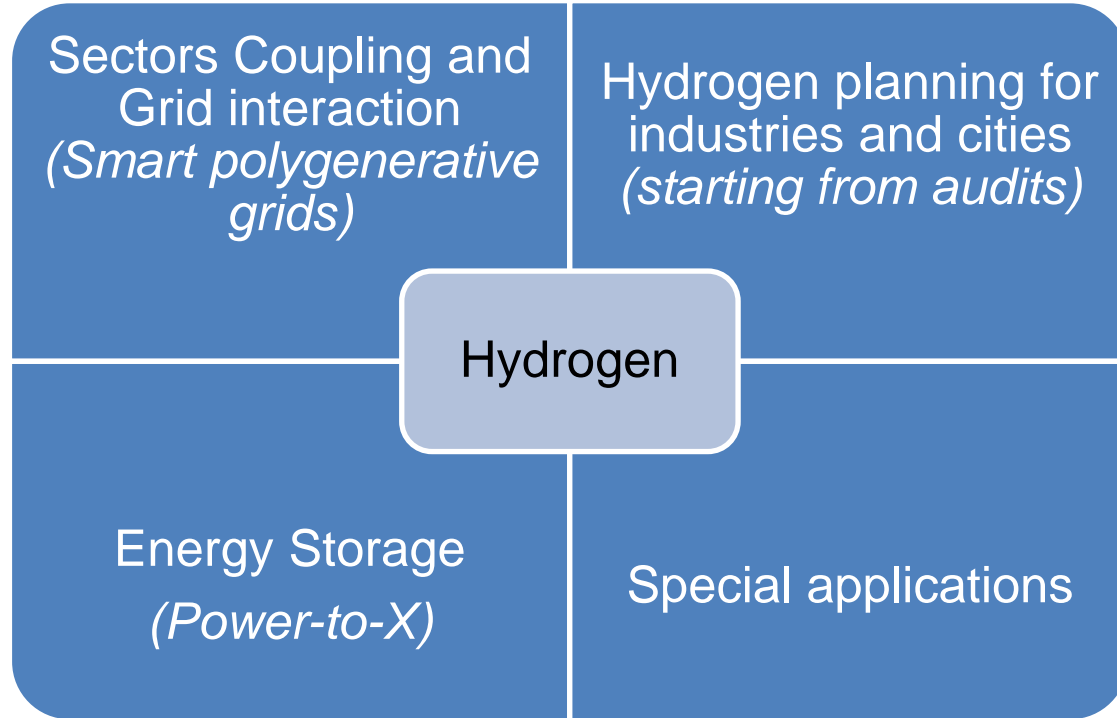 Sectors Coupling and
Grid interaction
(Smart polygenerative
grids)
Hydrogen planning for
industries and cities
(starting from audits)
Hydrogen
Energy Storage
(Power-to-X)
Special applications